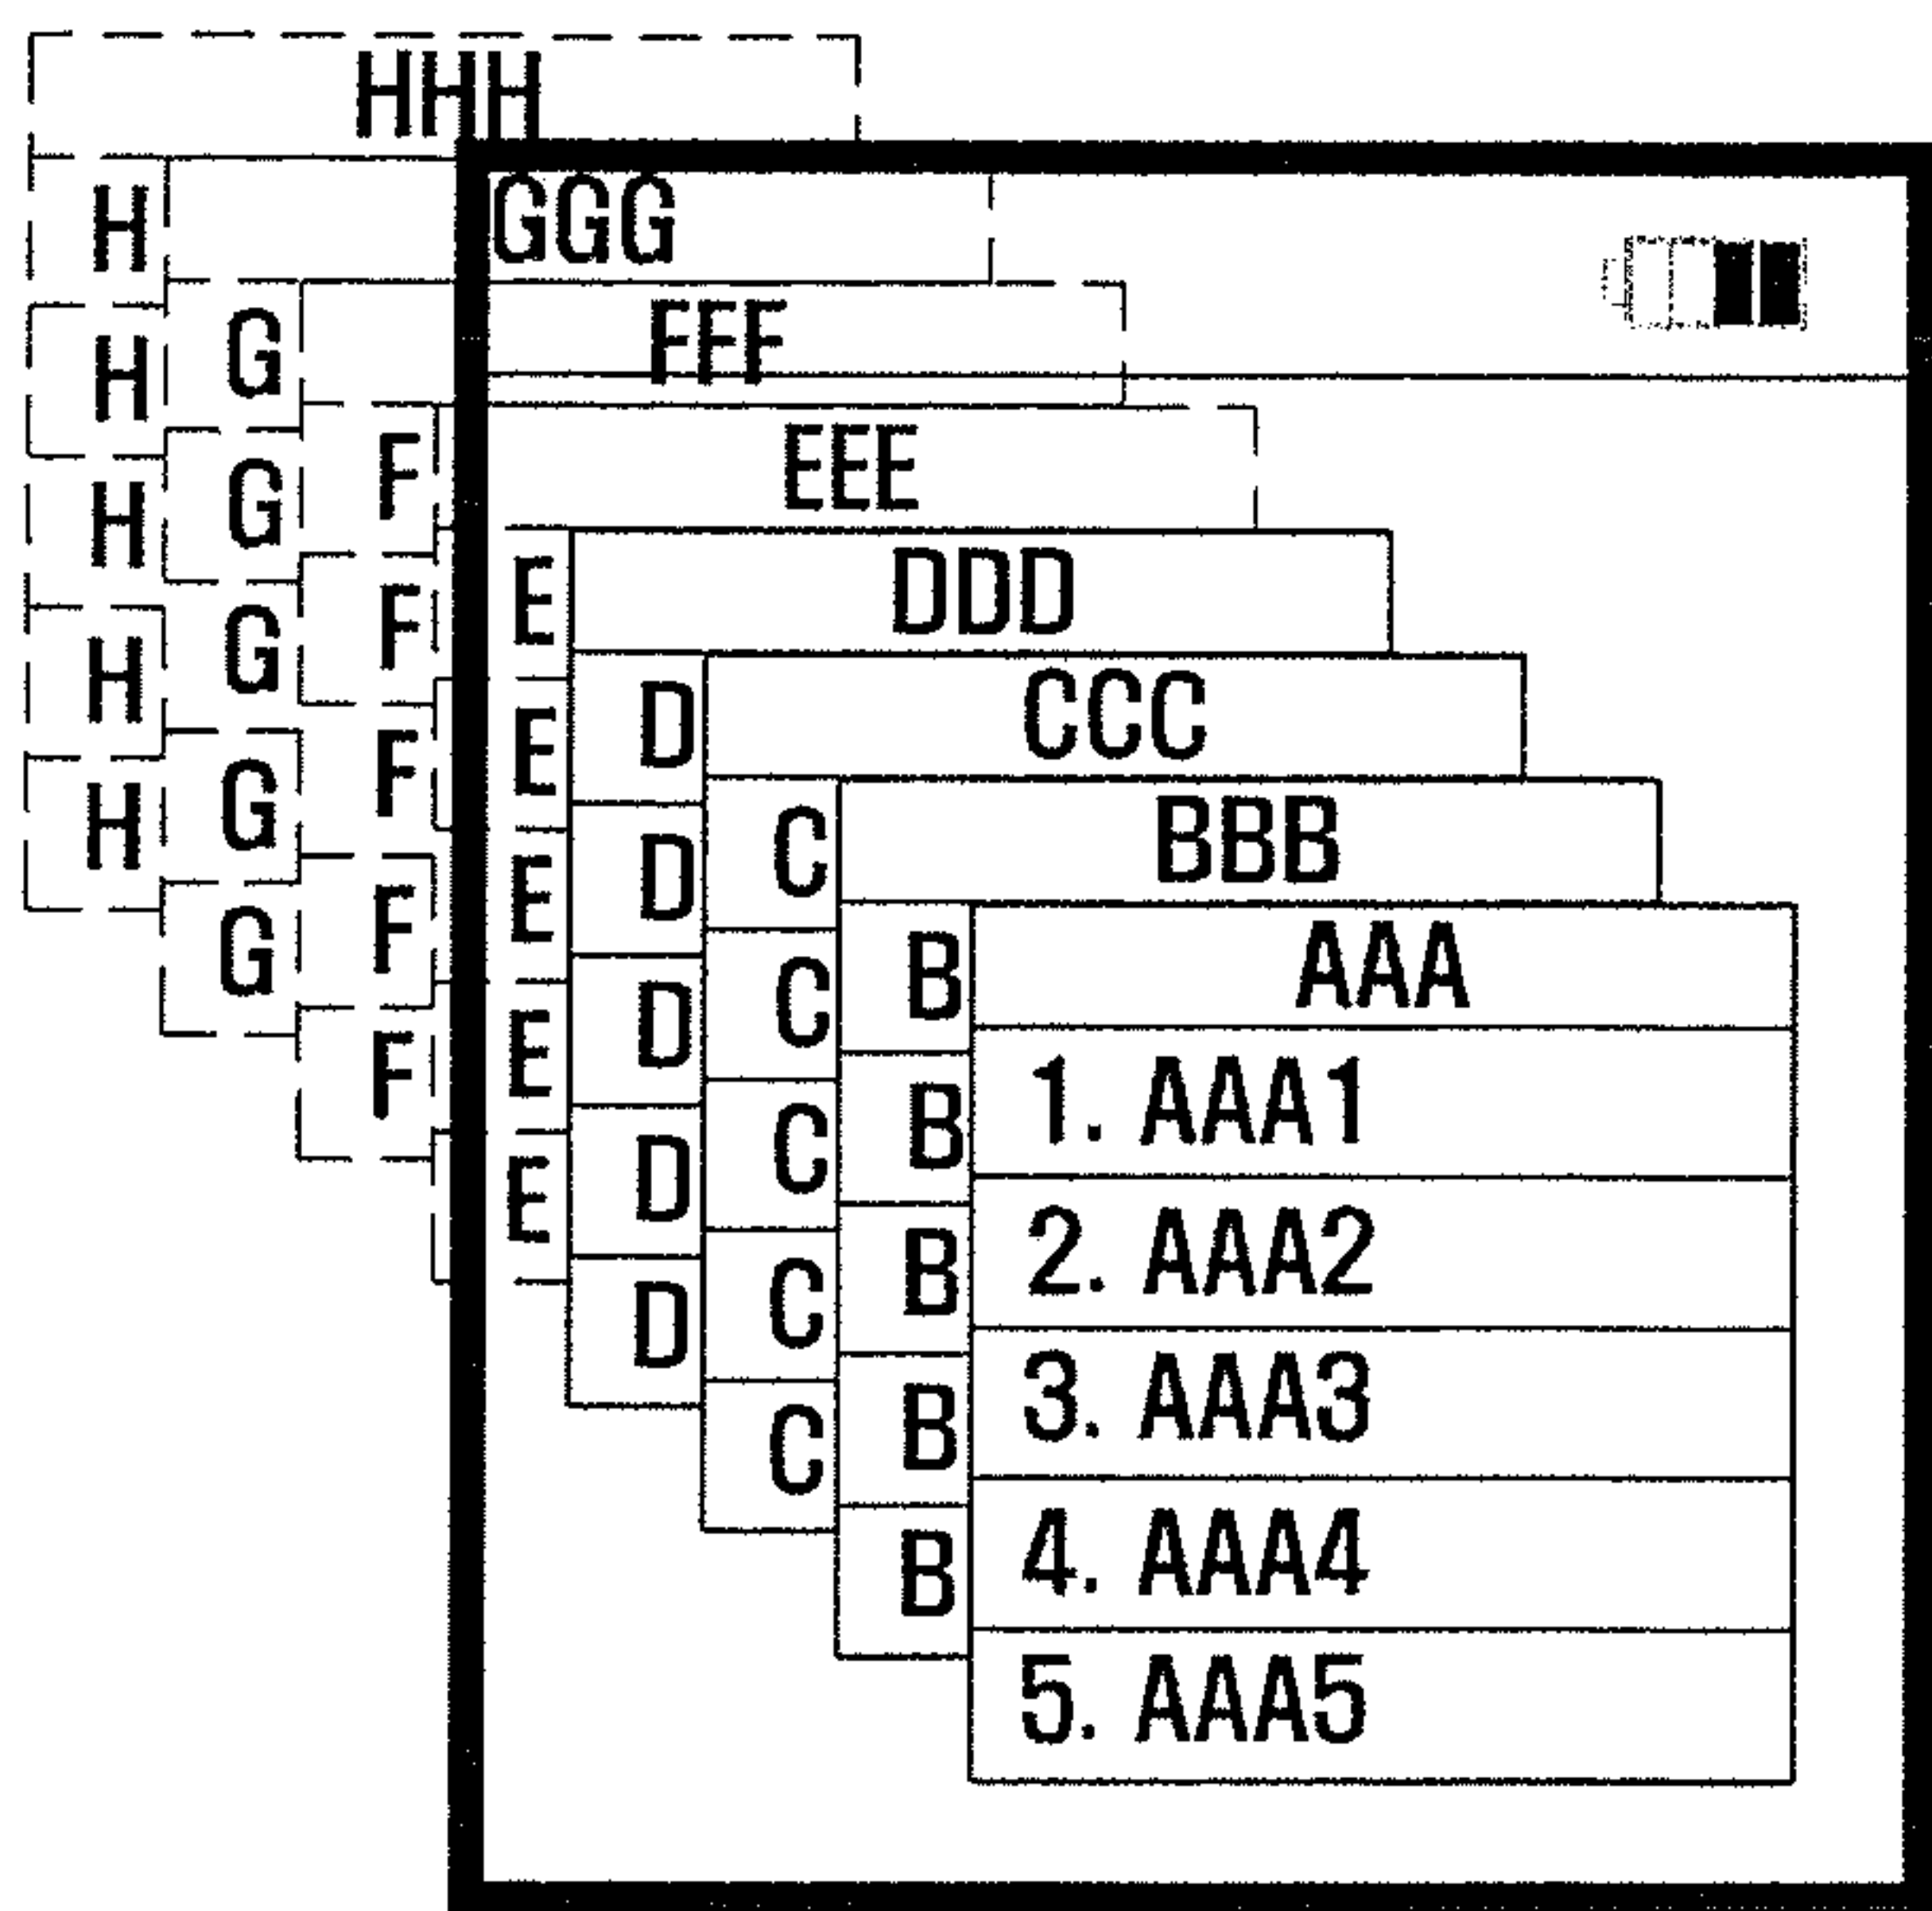 HHH
H GGG
H G FFF
H G F EEE
H G F E DDD
H G F E D CCC
G F E D C BBB
F E D C B AAA
E D C B 1. AAA1
D C B 2. AAA2
C B 3. AAA3
B 4. AAA4
5. AAA5